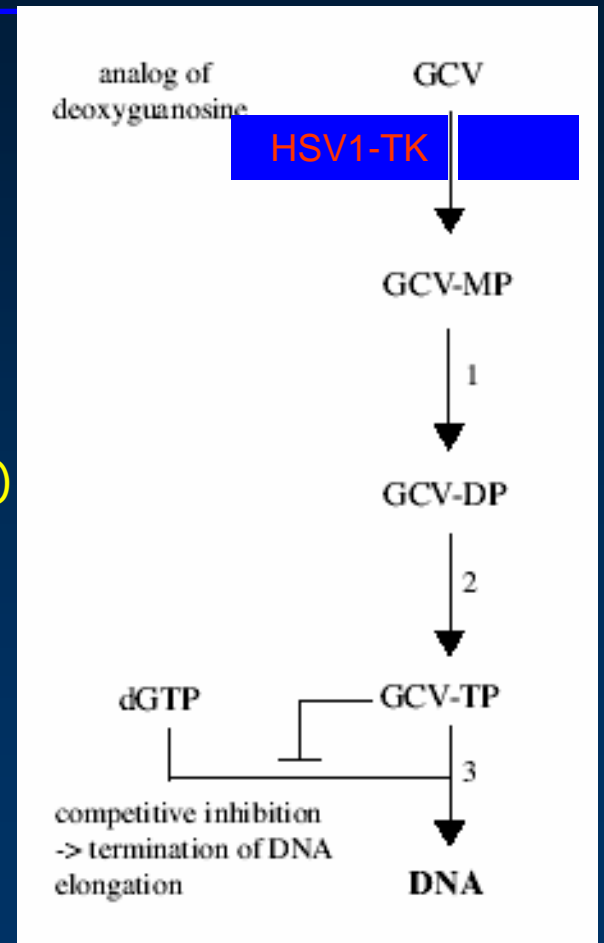 analog of
deoxyguanosine
GCV
HSV1-TK
GCV-MP
1
GCV-DP
)
2
dGTP
GCV-TP
3
competitive inhibition
-> termination of DNA
elongation
DNA